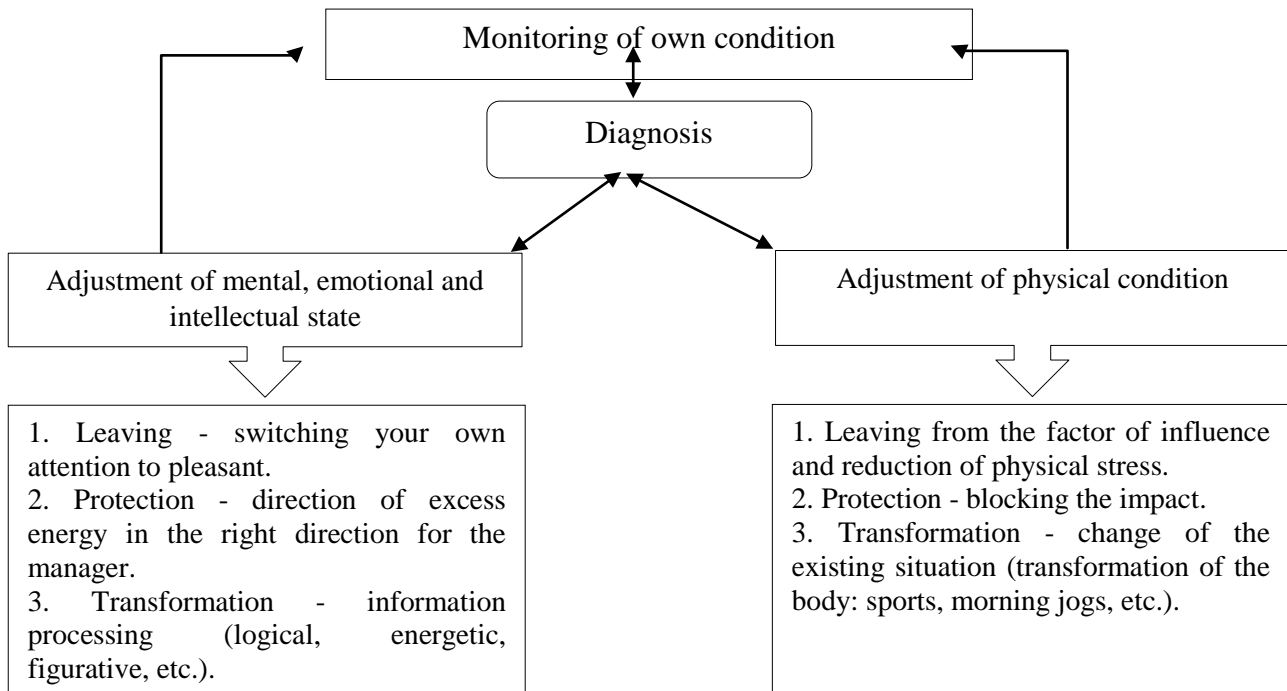 Monitoring of own condition
Diagnosis
Adjustment of mental, emotional and
intellectual state
Adjustment of physical condition
1. Leaving - switching your own
attention to pleasant.
2. Protection - direction of excess
energy in the right direction for the
manager.
3. Transformation - information
processing (logical, energetic,
figurative, etc.).
1. Leaving from the factor of influence
and reduction of physical stress.
2. Protection - blocking the impact.
3. Transformation - change of the
existing situation (transformation of the
body: sports, morning jogs, etc.).